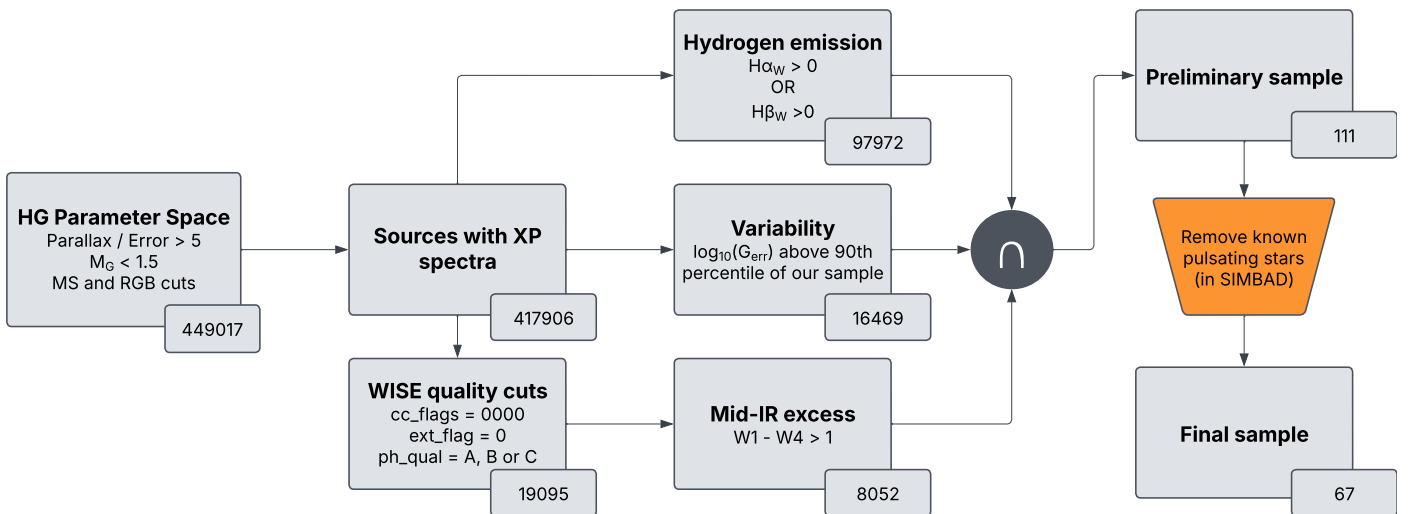 HG Parameter Space
Parallax / Error > 5
M_G < 1.5
MS and RGB cuts
449017
Sources with XP
spectra
417906
WISE quality cuts
cc_flags = 0000
ext_flag = 0
ph_qual = A, B or C
19095
Hydrogen emission
Hα_W > 0
OR
Hβ_W >0
97972
Variability
log₁₀(G_err) above 90th
percentile of our sample
16469
Mid-IR excess
W1 - W4 > 1
8052
∩
Preliminary sample
111
Remove known
pulsating stars
(in SIMBAD)
Final sample
67